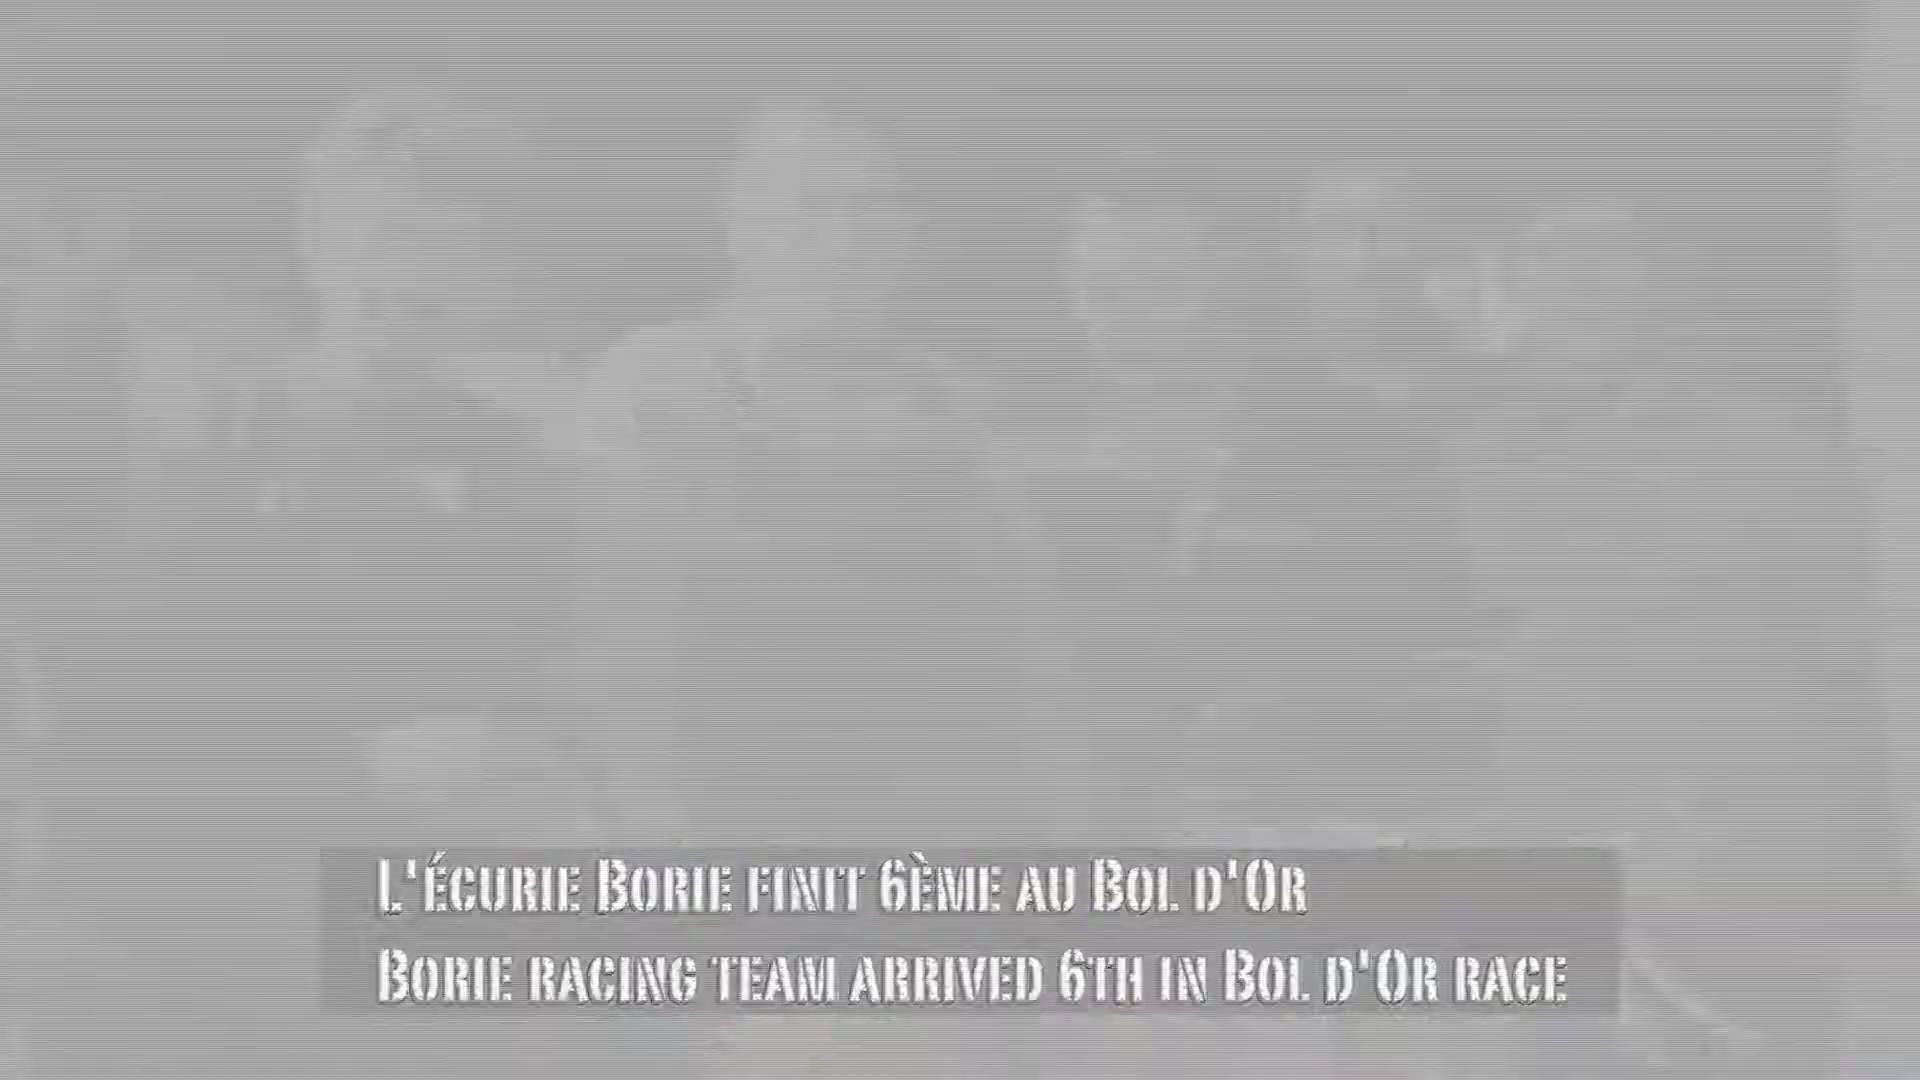 L'écurie Borie finit 6ème au Bol d'Or
Borie racing team arrived 6th in Bol d'Or race